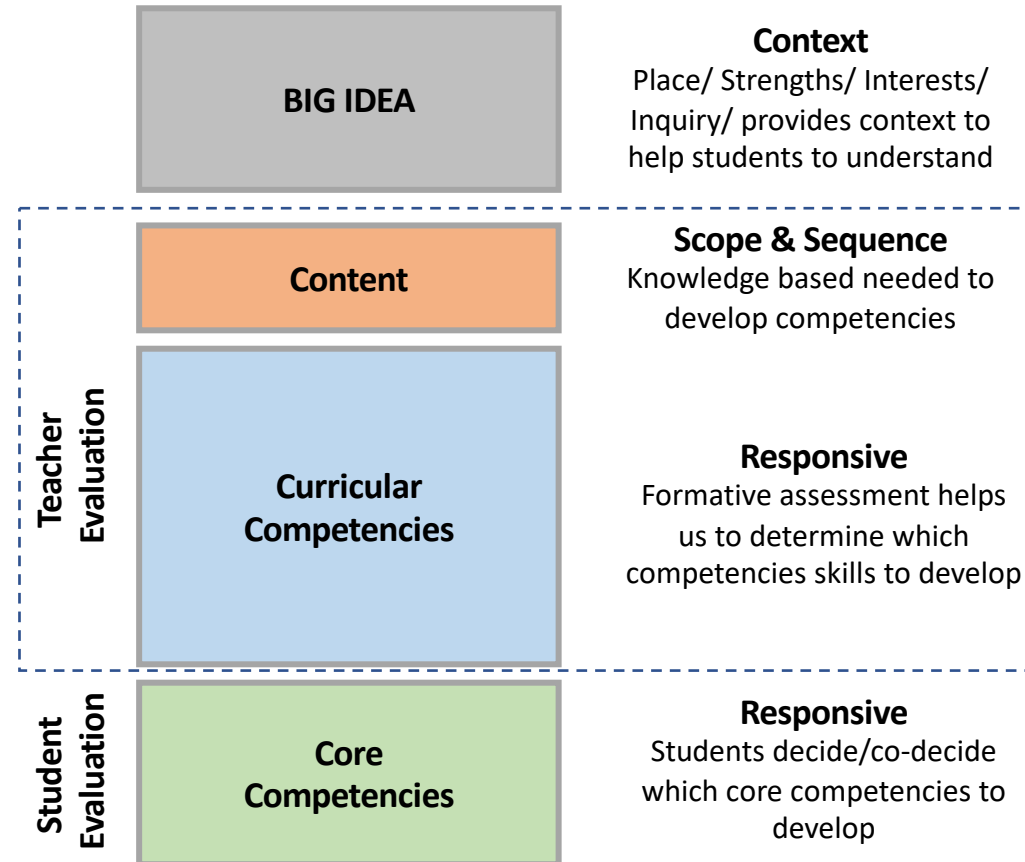 BIG IDEA
Context
Place/ Strengths/ Interests/
Inquiry/ provides context to
help students to understand
Teacher
Evaluation
Content
Scope & Sequence
Knowledge based needed to
develop competencies
Curricular
Competencies
Responsive
Formative assessment helps
us to determine which
competencies skills to develop
Student
Evaluation
Core
Competencies
Responsive
Students decide/co-decide
which core competencies to
develop